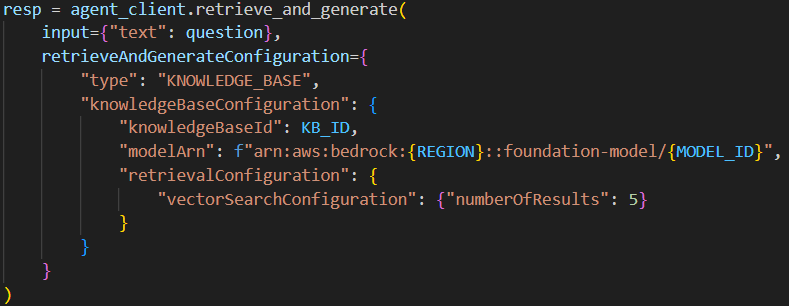 resp = agent_client.retrieve_and_generate(
    input={"text": question},
    retrieveAndGenerateConfiguration={
        "type": "KNOWLEDGE_BASE",
        "knowledgeBaseConfiguration": {
            "knowledgeBaseId": KB_ID,
            "modelArn": f"arn:aws:bedrock:{REGION}::foundation-model/{MODEL_ID}",
            "retrievalConfiguration": {
                "vectorSearchConfiguration": {"numberOfResults": 5}
            }
        }
    }
)